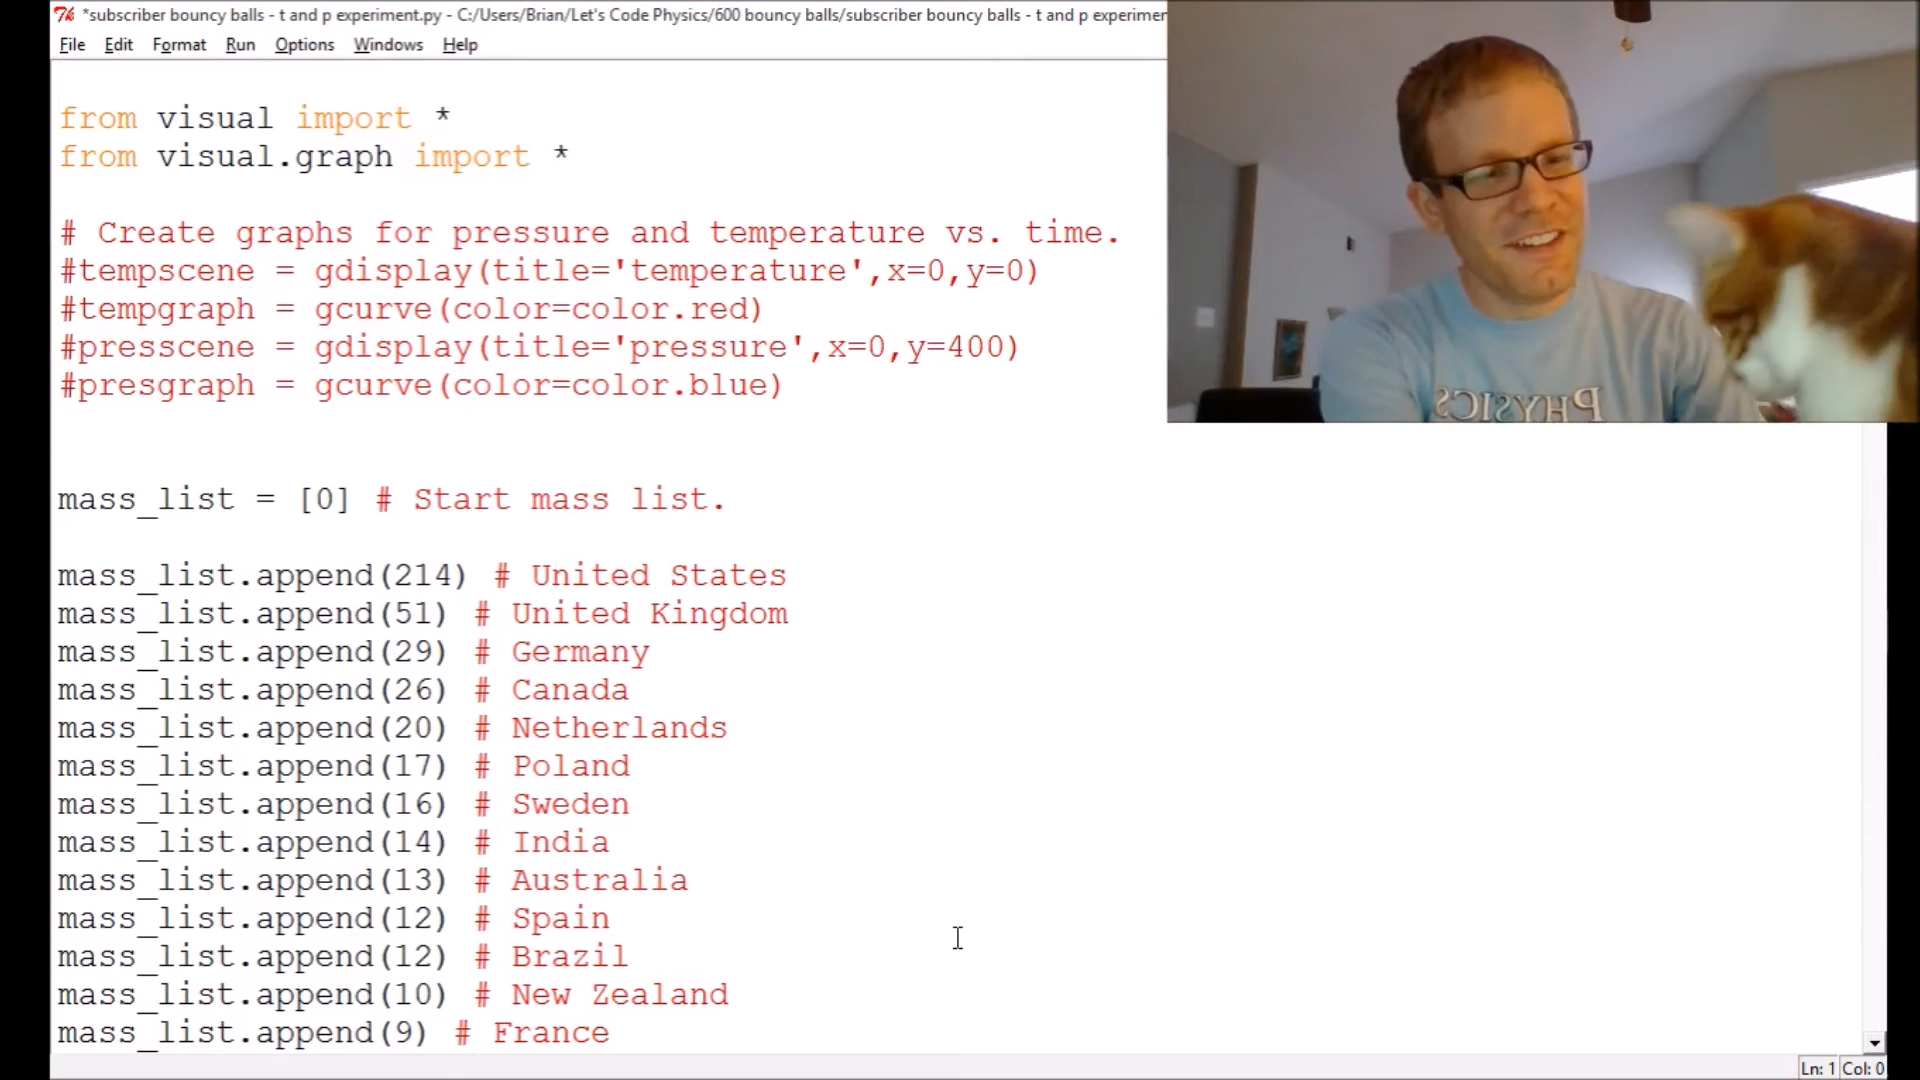 *subscriber bouncy balls - t and p experiment.py - C:/Users/Brian/Let's Code Physics/600 bouncy balls/subscriber bouncy balls - t and p experimen
File Edit Format Run Options Windows Help
from visual import *
from visual.graph import *
# Create graphs for pressure and temperature vs. time.
#tempscene = gdisplay(title='temperature',x=0,y=0)
#tempgraph = gcurve(color=color.red)
#presscene = gdisplay(title='pressure',x=0,y=400)
#presgraph = gcurve(color=color.blue)
mass_list = [0] # Start mass list.
mass_list.append(214) # United States
mass_list.append(51) # United Kingdom
mass_list.append(29) # Germany
mass_list.append(26) # Canada
mass_list.append(20) # Netherlands
mass_list.append(17) # Poland
mass_list.append(16) # Sweden
mass_list.append(14) # India
mass_list.append(13) # Australia
mass_list.append(12) # Spain
mass_list.append(12) # Brazil
mass_list.append(10) # New Zealand
mass_list.append(9) # France
PHYSICS
Ln: 1 Col: 0